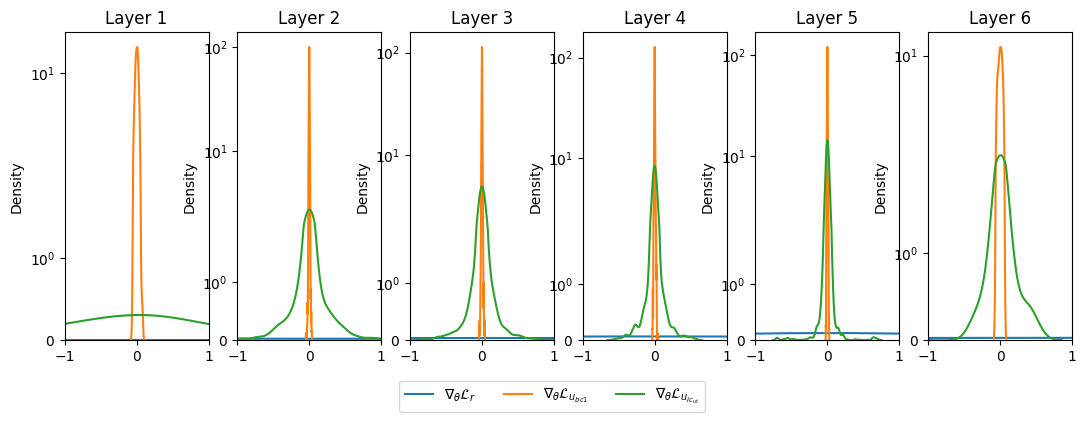 Layer 1 Layer 2 Layer 3 Layer 4 Layer 5 Layer 6
Density 10¹ 10⁰ 0 −1 0 1
Density 10² 10¹ 10⁰ 0 −1 0 1
Density 10² 10¹ 10⁰ 0 −1 0 1
Density 10² 10¹ 10⁰ 0 −1 0 1
Density 10² 10¹ 10⁰ 0 −1 0 1
Density 10¹ 10⁰ 0 −1 0 1
∇θℒr ∇θℒu_bc1 ∇θℒu_ic_ut